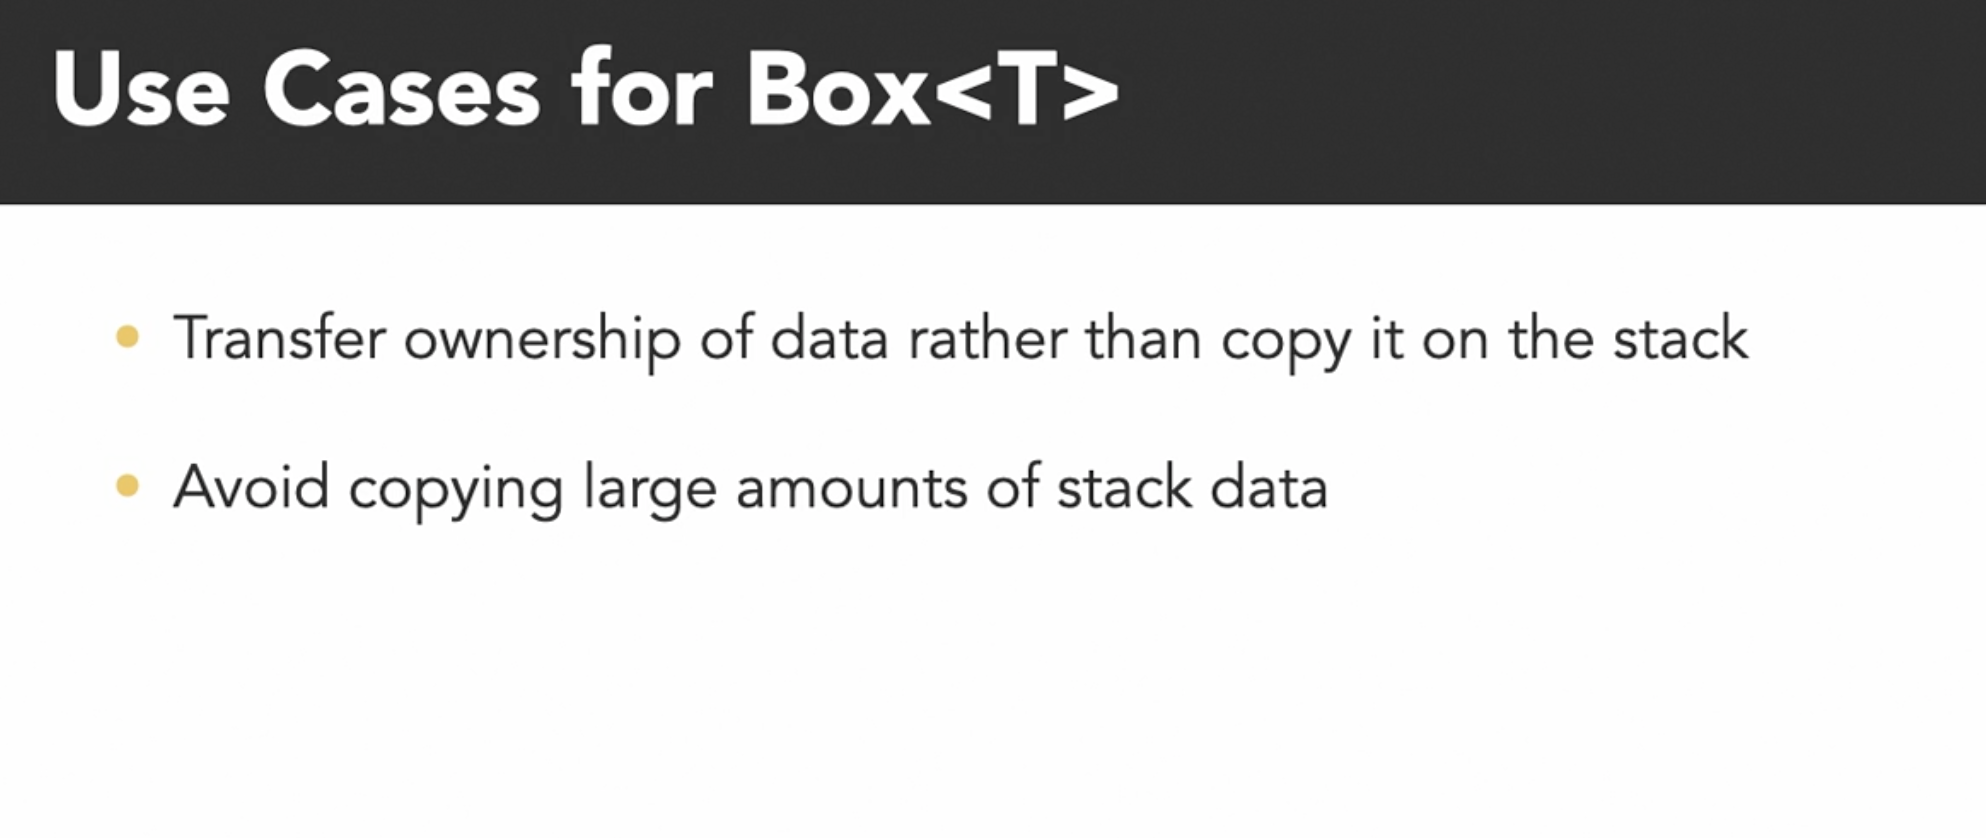 Use Cases for Box<T>
Transfer ownership of data rather than copy it on the stack
Avoid copying large amounts of stack data